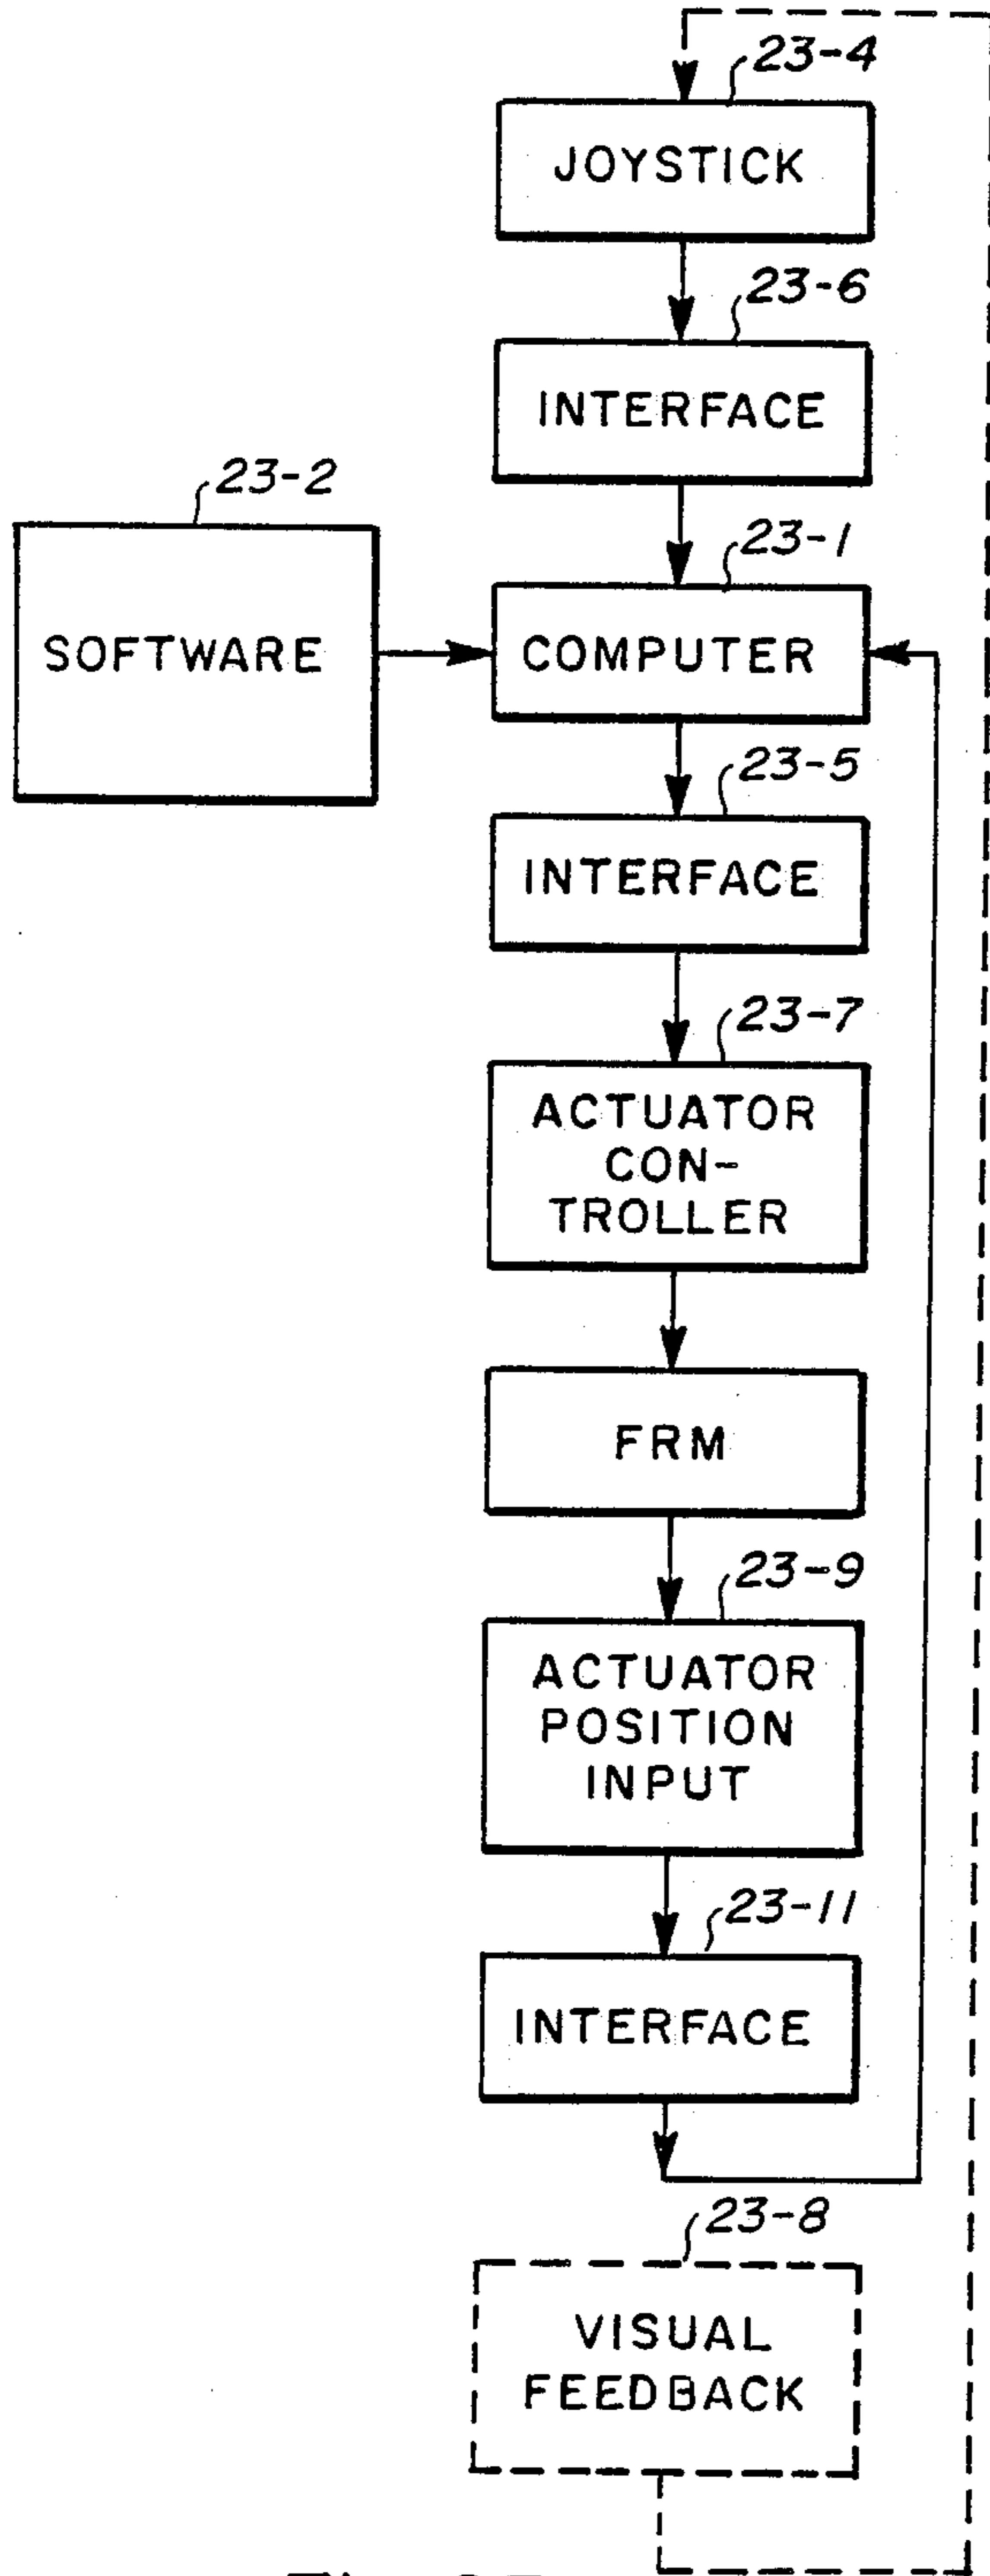 23-4
JOYSTICK
23-6
INTERFACE
23-2
SOFTWARE
23-1
COMPUTER
23-5
INTERFACE
23-7
ACTUATOR
CON-
TROLLER
FRM
23-9
ACTUATOR
POSITION
INPUT
23-11
INTERFACE
23-8
VISUAL
FEEDBACK